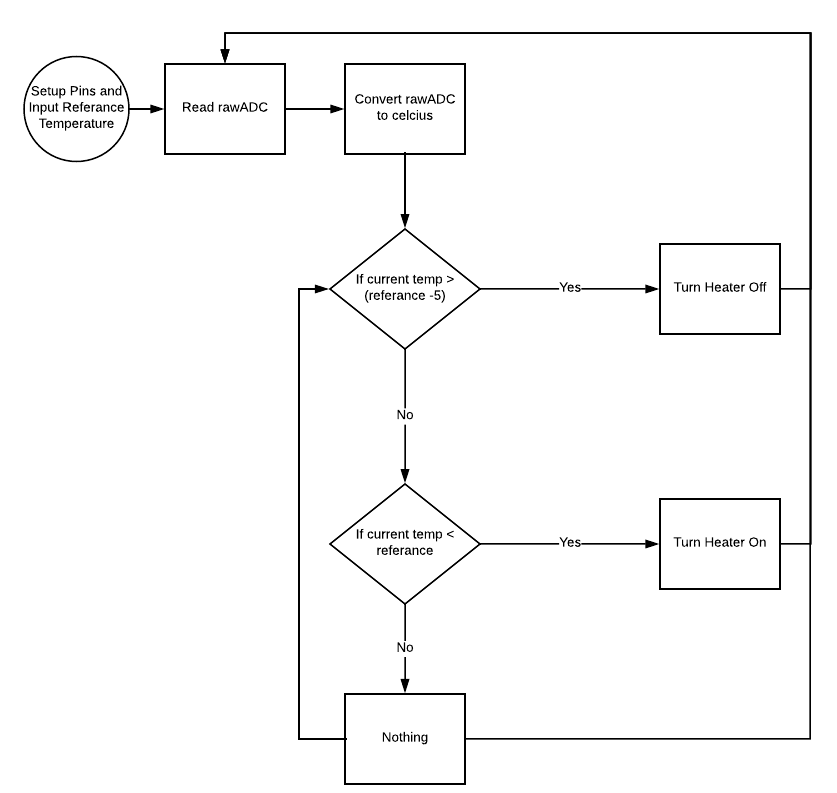 Setup Pins and
Input Referance
Temperature
Read rawADC
Convert rawADC
to celcius
If current temp >
(referance -5)
Yes
Turn Heater Off
No
If current temp <
referance
Yes
Turn Heater On
No
Nothing